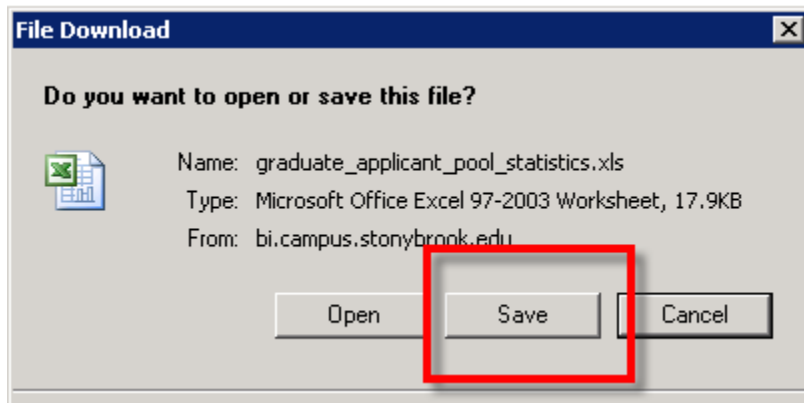 File Download
Do you want to open or save this file?
Name: graduate_applicant_pool_statistics.xls
Type: Microsoft Office Excel 97-2003 Worksheet, 17.9KB
From: bi.campus.stonybrook.edu
Open Save Cancel